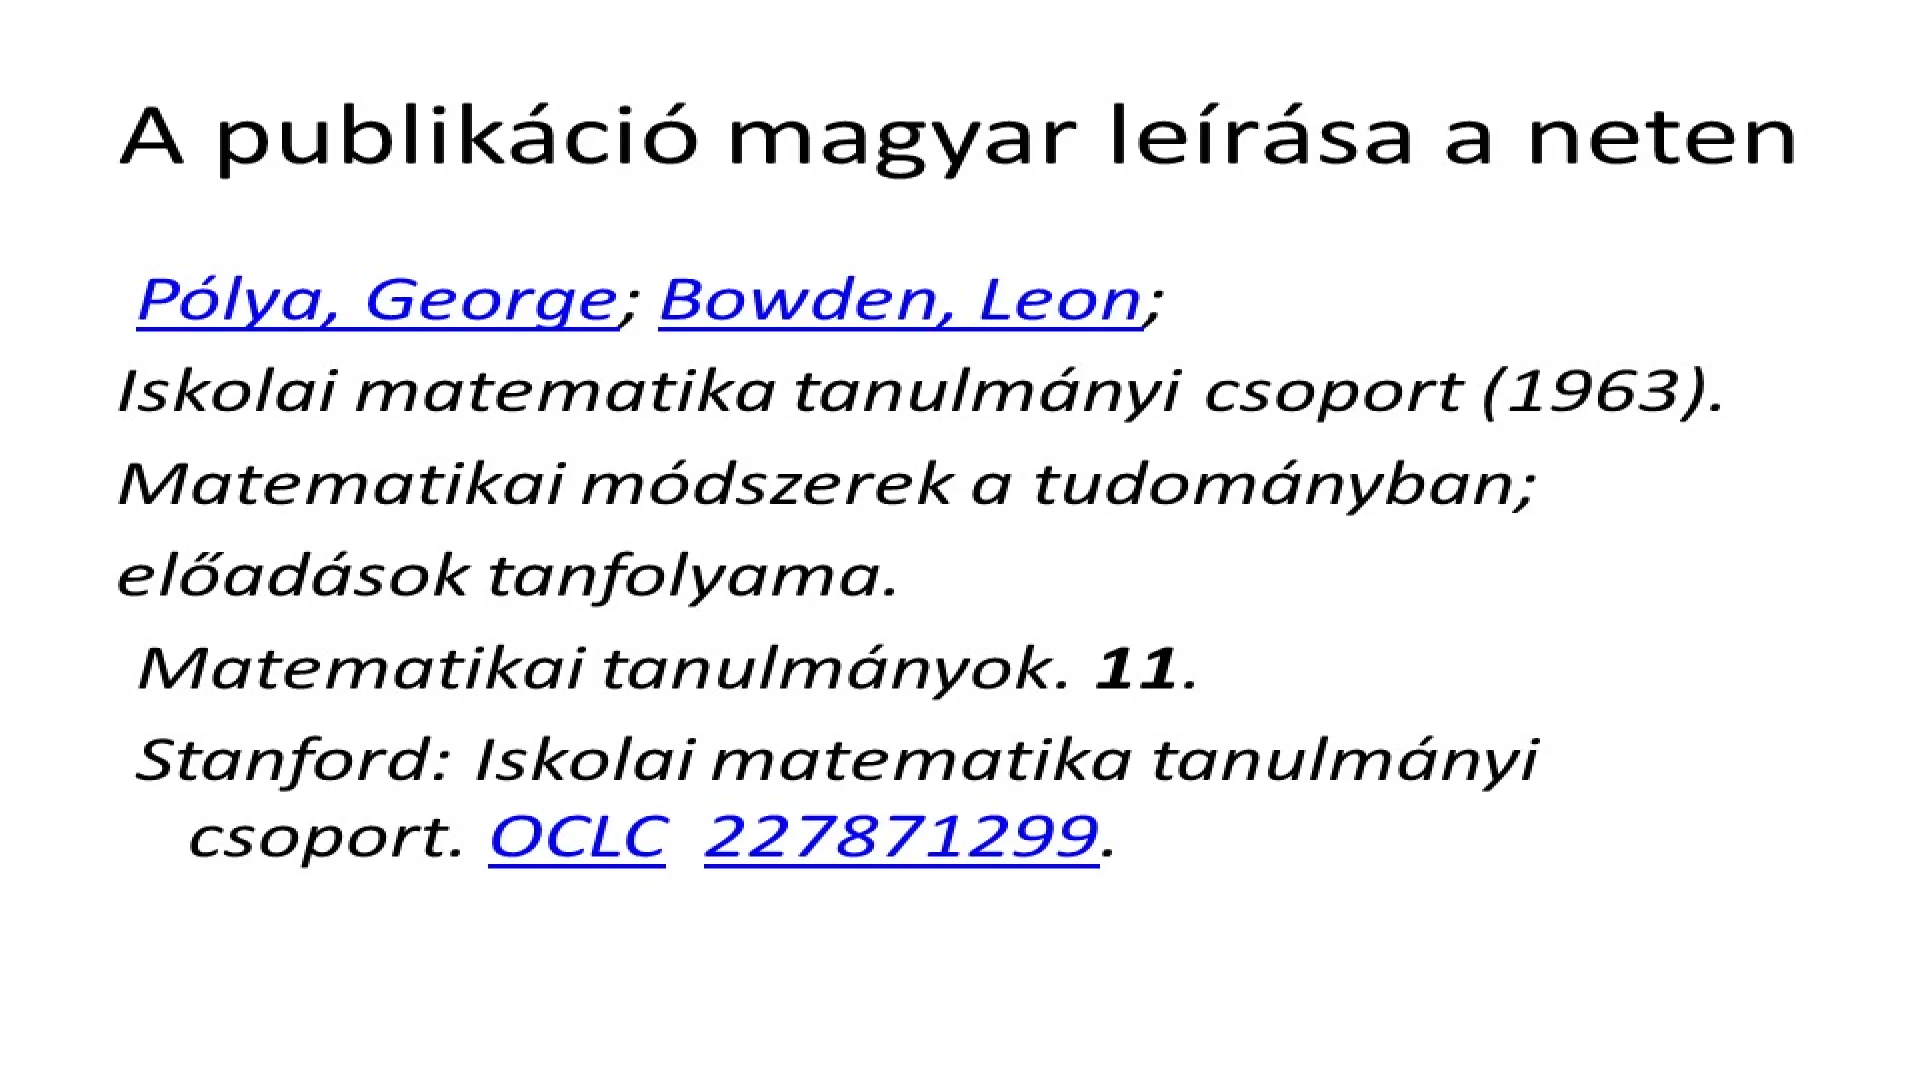 A publikáció magyar leírása a neten
Pólya, George; Bowden, Leon;
Iskolai matematika tanulmányi csoport (1963).
Matematikai módszerek a tudományban;
előadások tanfolyama.
Matematikai tanulmányok. 11.
Stanford: Iskolai matematika tanulmányi
csoport. OCLC 227871299.